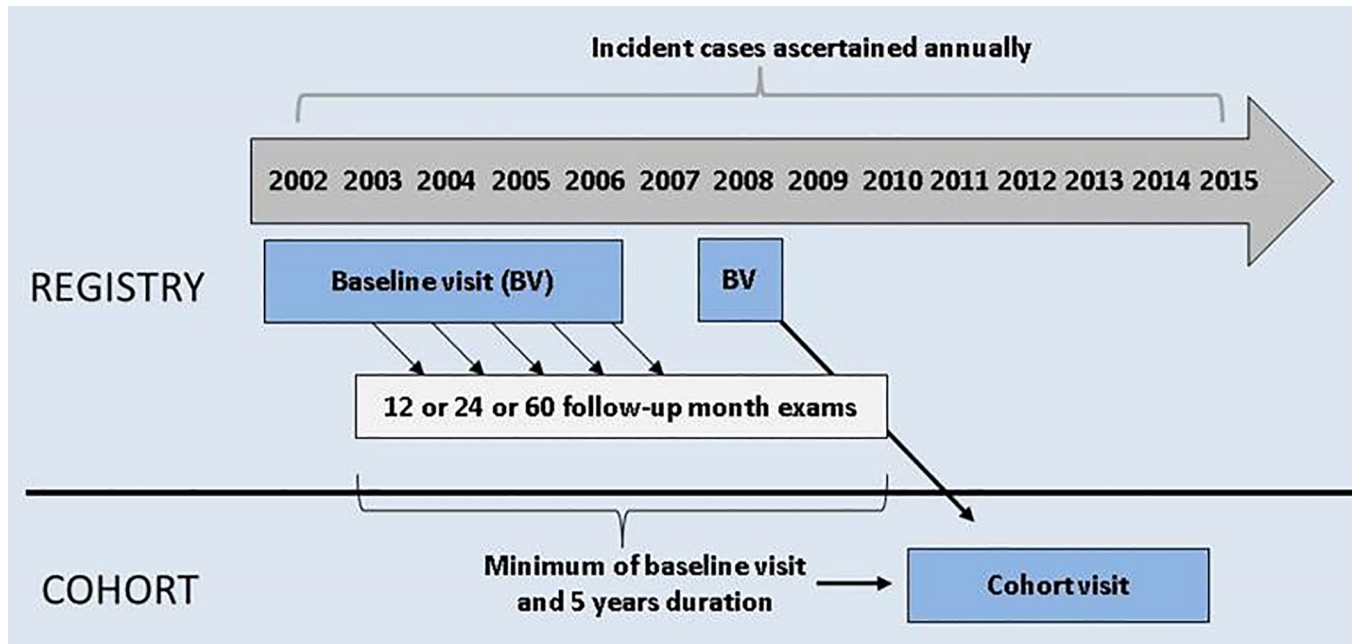 Incident cases ascertained annually
2002 2003 2004 2005 2006 2007 2008 2009 2010 2011 2012 2013 2014 2015
REGISTRY
Baseline visit (BV)
BV
12 or 24 or 60 follow-up month exams
COHORT
Minimum of baseline visit
and 5 years duration
Cohort visit